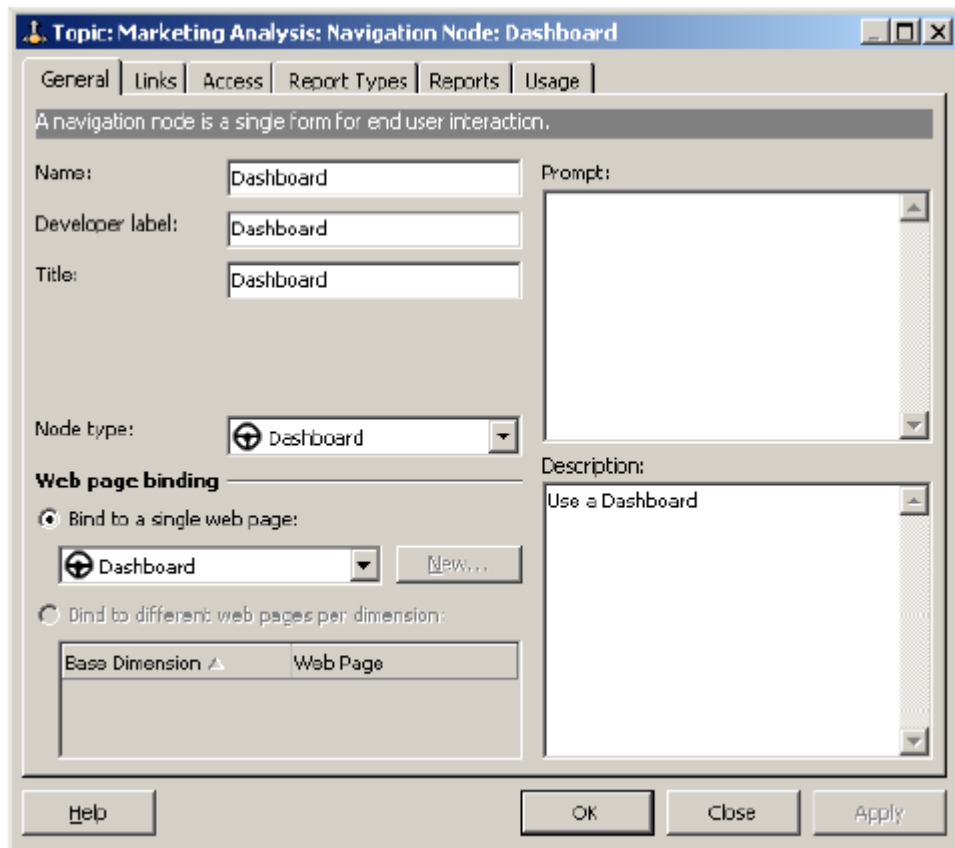 Topic: Marketing Analysis: Navigation Node: Dashboard
General Links Access Report Types Reports Usage
A navigation node is a single form for end user interaction.
Name: Dashboard
Developer label: Dashboard
Title: Dashboard
Prompt:
Node type: Dashboard
Web page binding
Bind to a single web page:
Dashboard New...
Bind to different web pages per dimension:
Base Dimension Web Page
Description:
Use a Dashboard
Help OK Close Apply